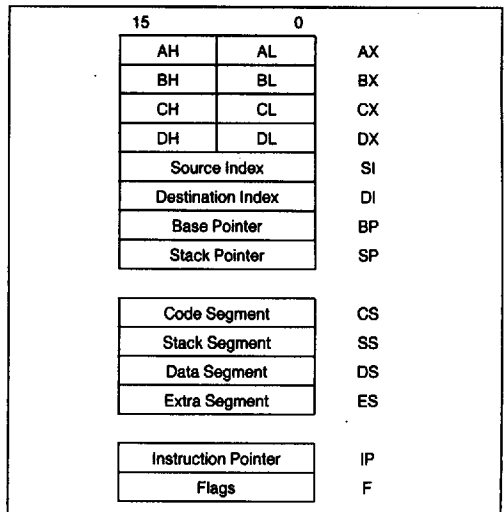 15 0
AH AL AX
BH BL BX
CH CL CX
DH DL DX
Source Index SI
Destination Index DI
Base Pointer BP
Stack Pointer SP
Code Segment CS
Stack Segment SS
Data Segment DS
Extra Segment ES
Instruction Pointer IP
Flags F